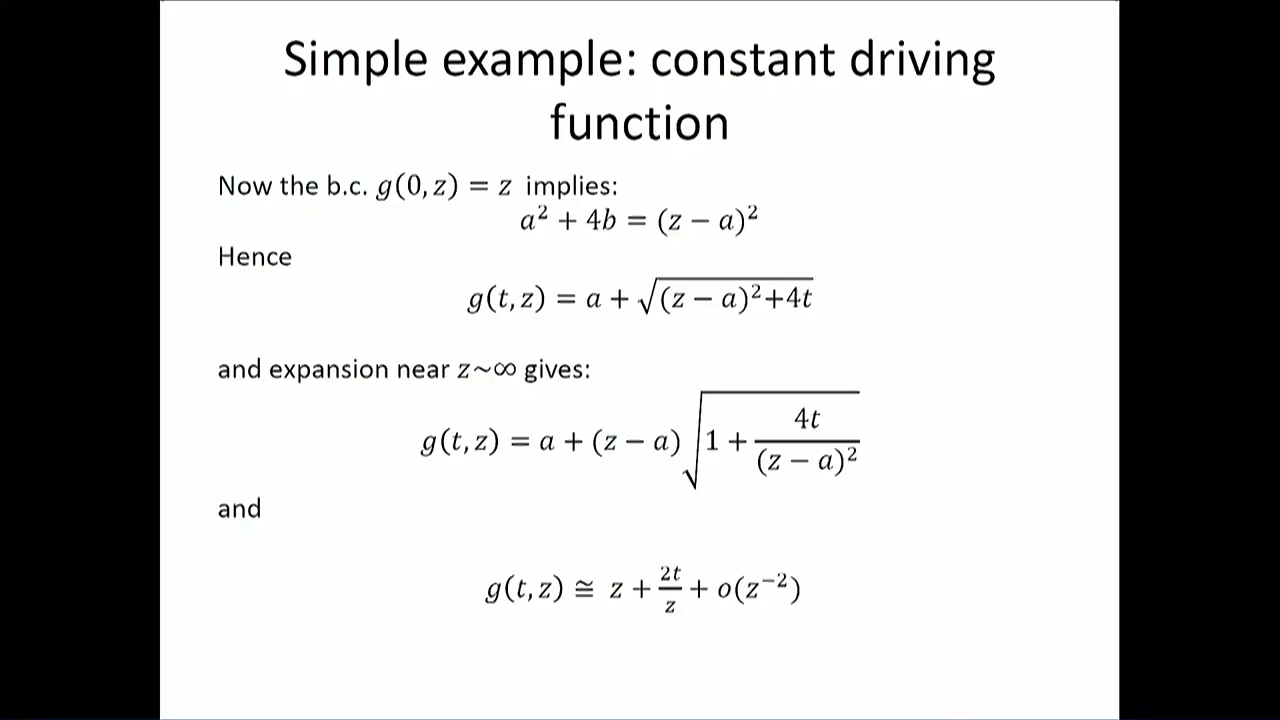 Simple example: constant driving
function
Now the b.c. g(0, z) = z implies:
a² + 4b = (z − a)²
Hence
g(t, z) = a + √((z − a)²+4t)
and expansion near z~∞ gives:
g(t, z) = a + (z − a) √(1 + 4t/(z − a)²)
and
g(t, z) ≅ z + 2t/z + o(z⁻²)